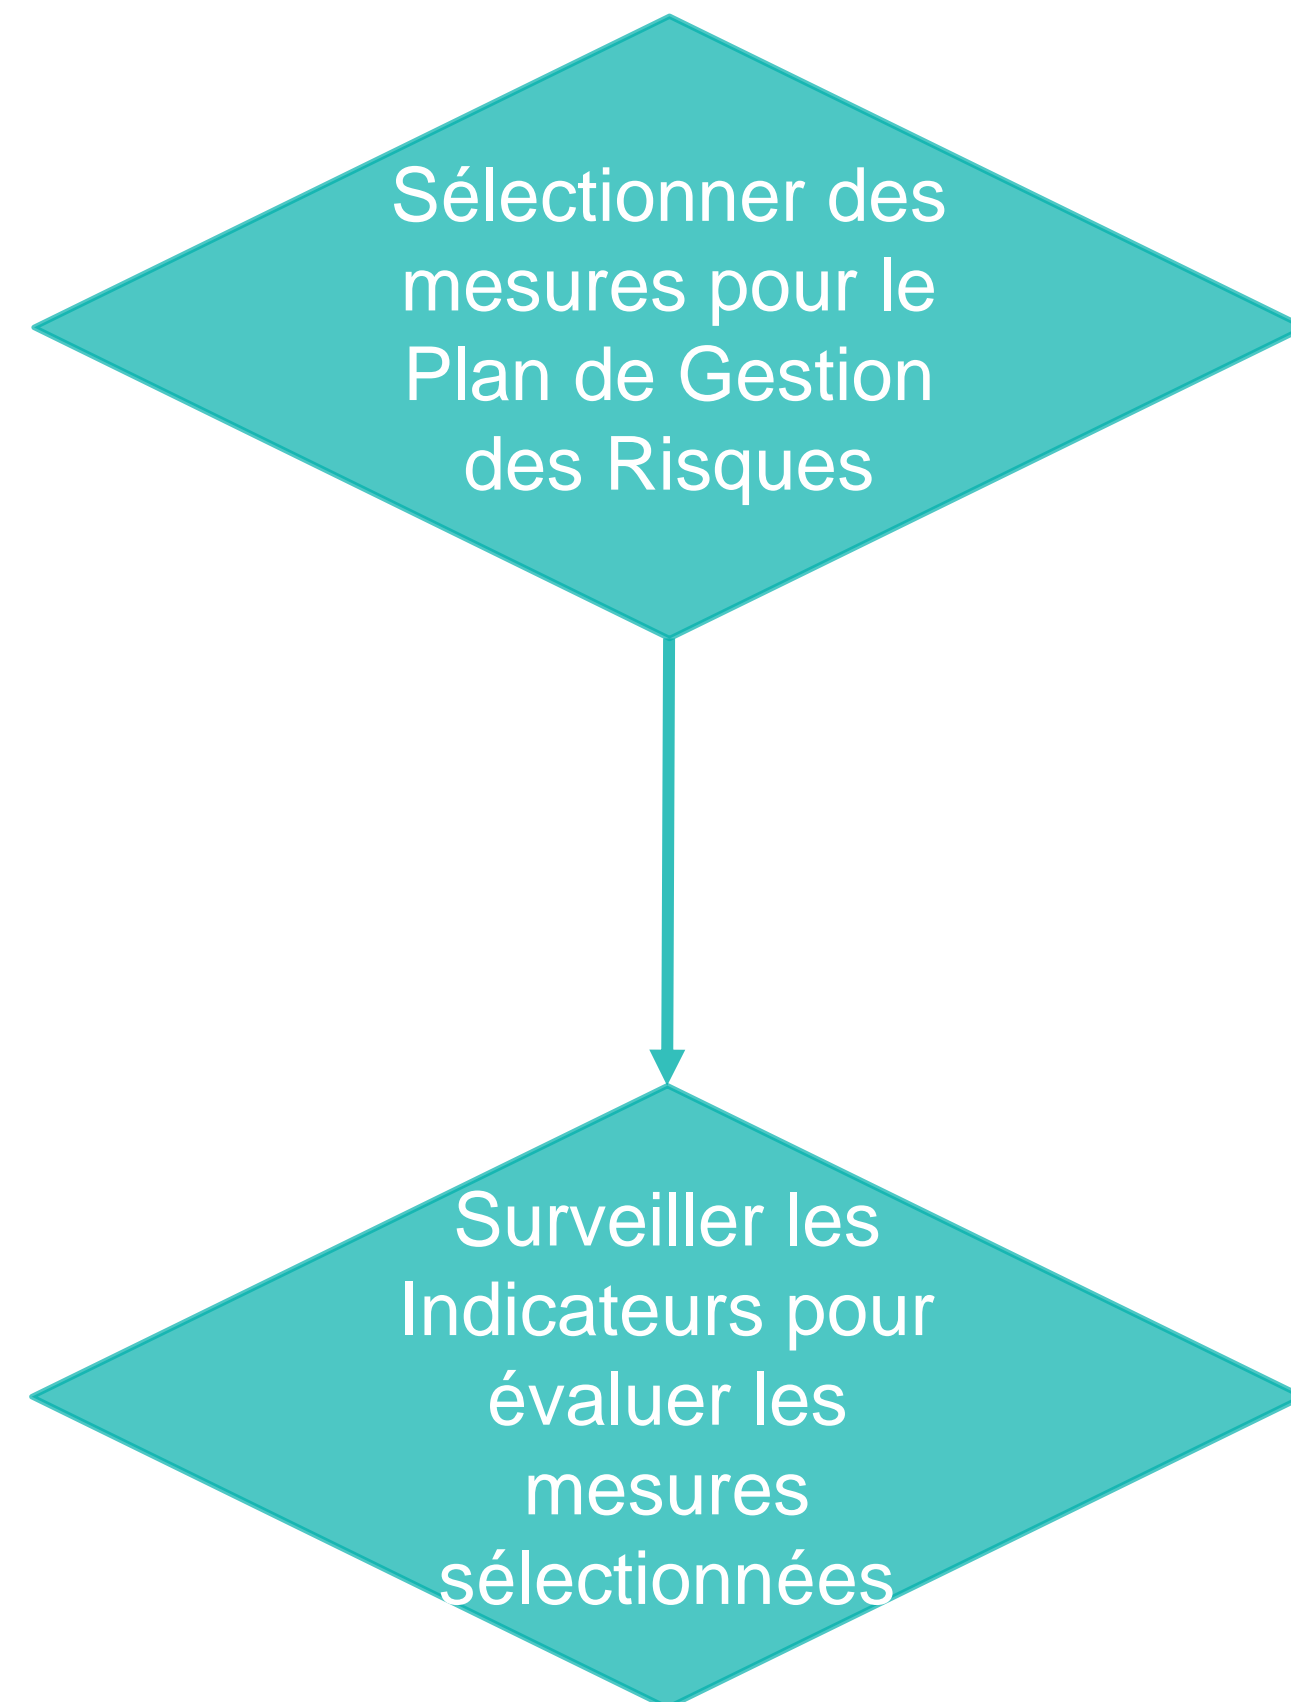 Sélectionner des
mesures pour le
Plan de Gestion
des Risques
Surveiller les
Indicateurs pour
évaluer les
mesures
sélectionnées